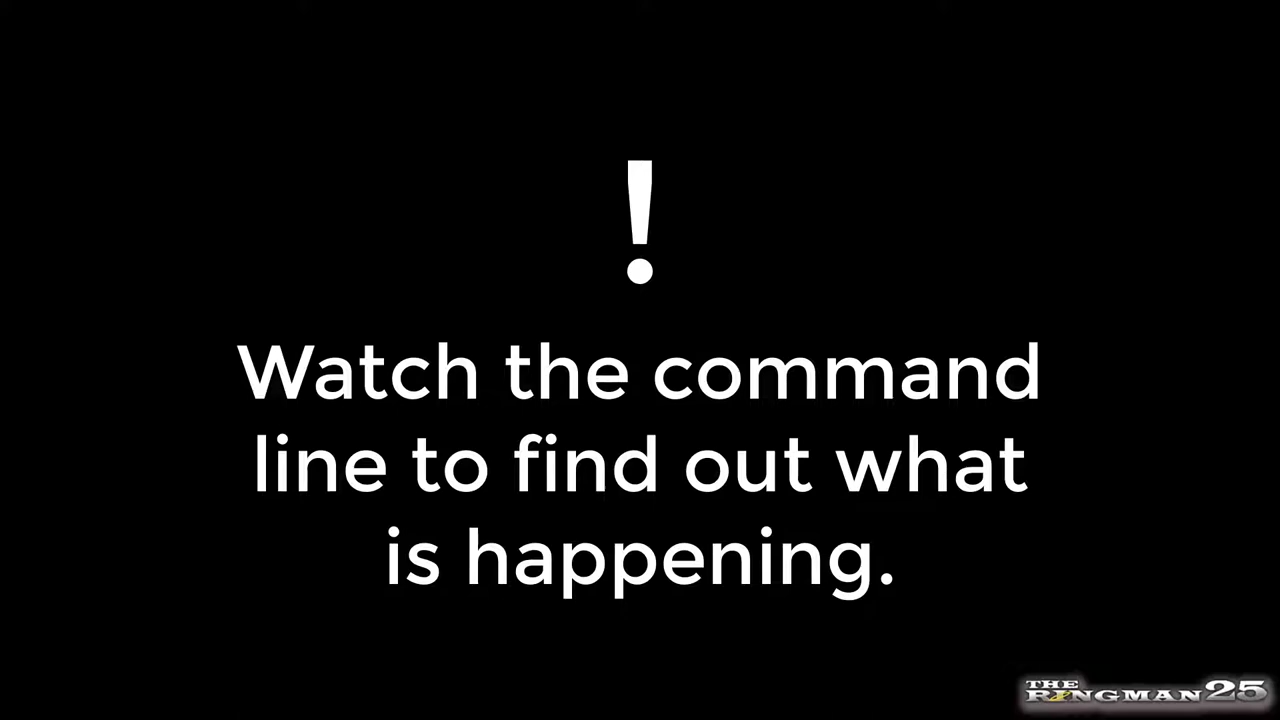 !
Watch the command
line to find out what
is happening.
THE
RINGMAN25